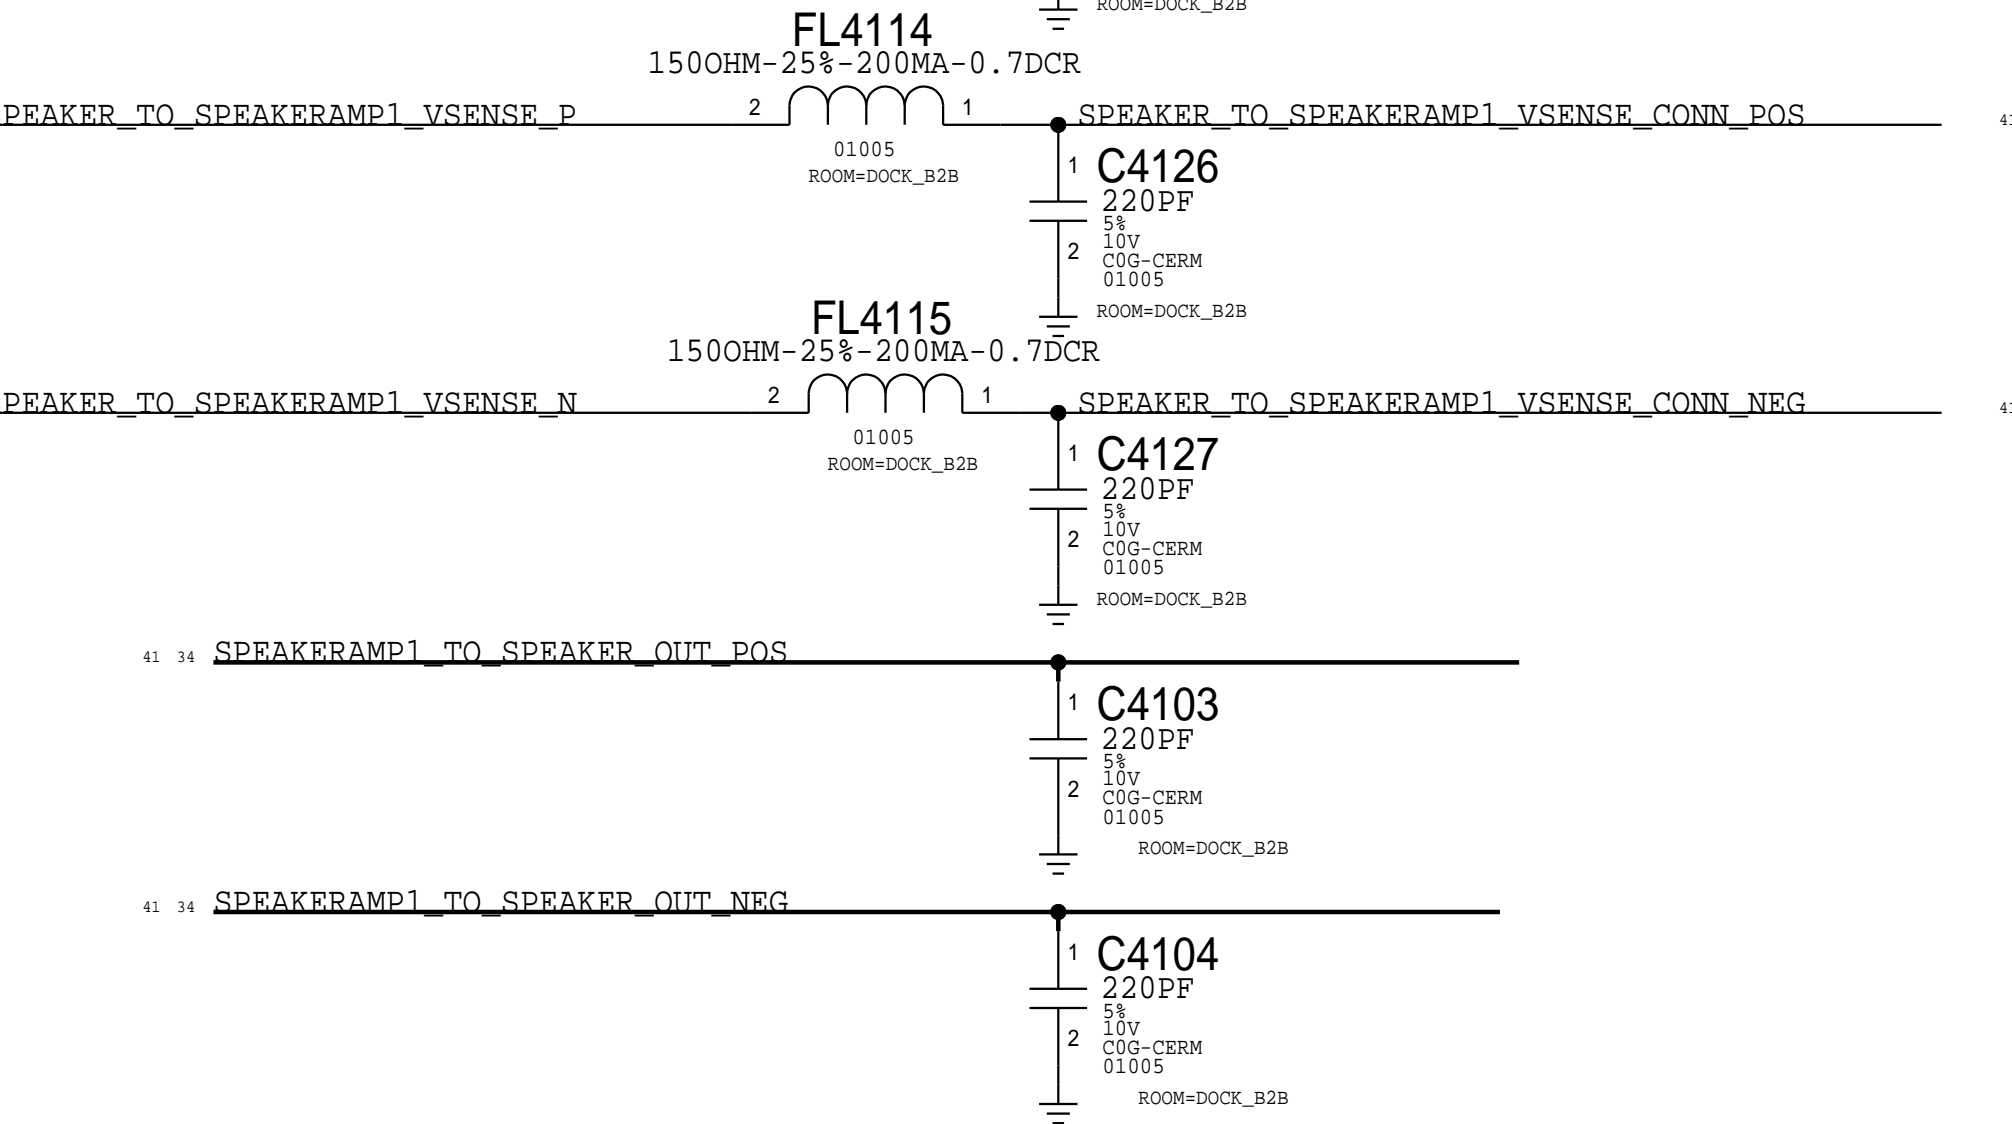 ROOM=DOCK_B2B
FL4114
150OHM-25%-200MA-0.7DCR
PEAKER_TO_SPEAKERAMP1_VSENSE_P 2 1 SPEAKER_TO_SPEAKERAMP1_VSENSE_CONN_POS 41
01005
ROOM=DOCK_B2B
1 C4126
220PF
5%
10V
2
C0G-CERM
01005
ROOM=DOCK_B2B
FL4115
150OHM-25%-200MA-0.7DCR
PEAKER_TO_SPEAKERAMP1_VSENSE_N 2 1 SPEAKER_TO_SPEAKERAMP1_VSENSE_CONN_NEG 41
01005
ROOM=DOCK_B2B
1 C4127
220PF
5%
10V
2
C0G-CERM
01005
ROOM=DOCK_B2B
41 34 SPEAKERAMP1_TO_SPEAKER_OUT_POS
1 C4103
220PF
5%
10V
2
C0G-CERM
01005
ROOM=DOCK_B2B
41 34 SPEAKERAMP1_TO_SPEAKER_OUT_NEG
1 C4104
220PF
5%
10V
2
C0G-CERM
01005
ROOM=DOCK_B2B